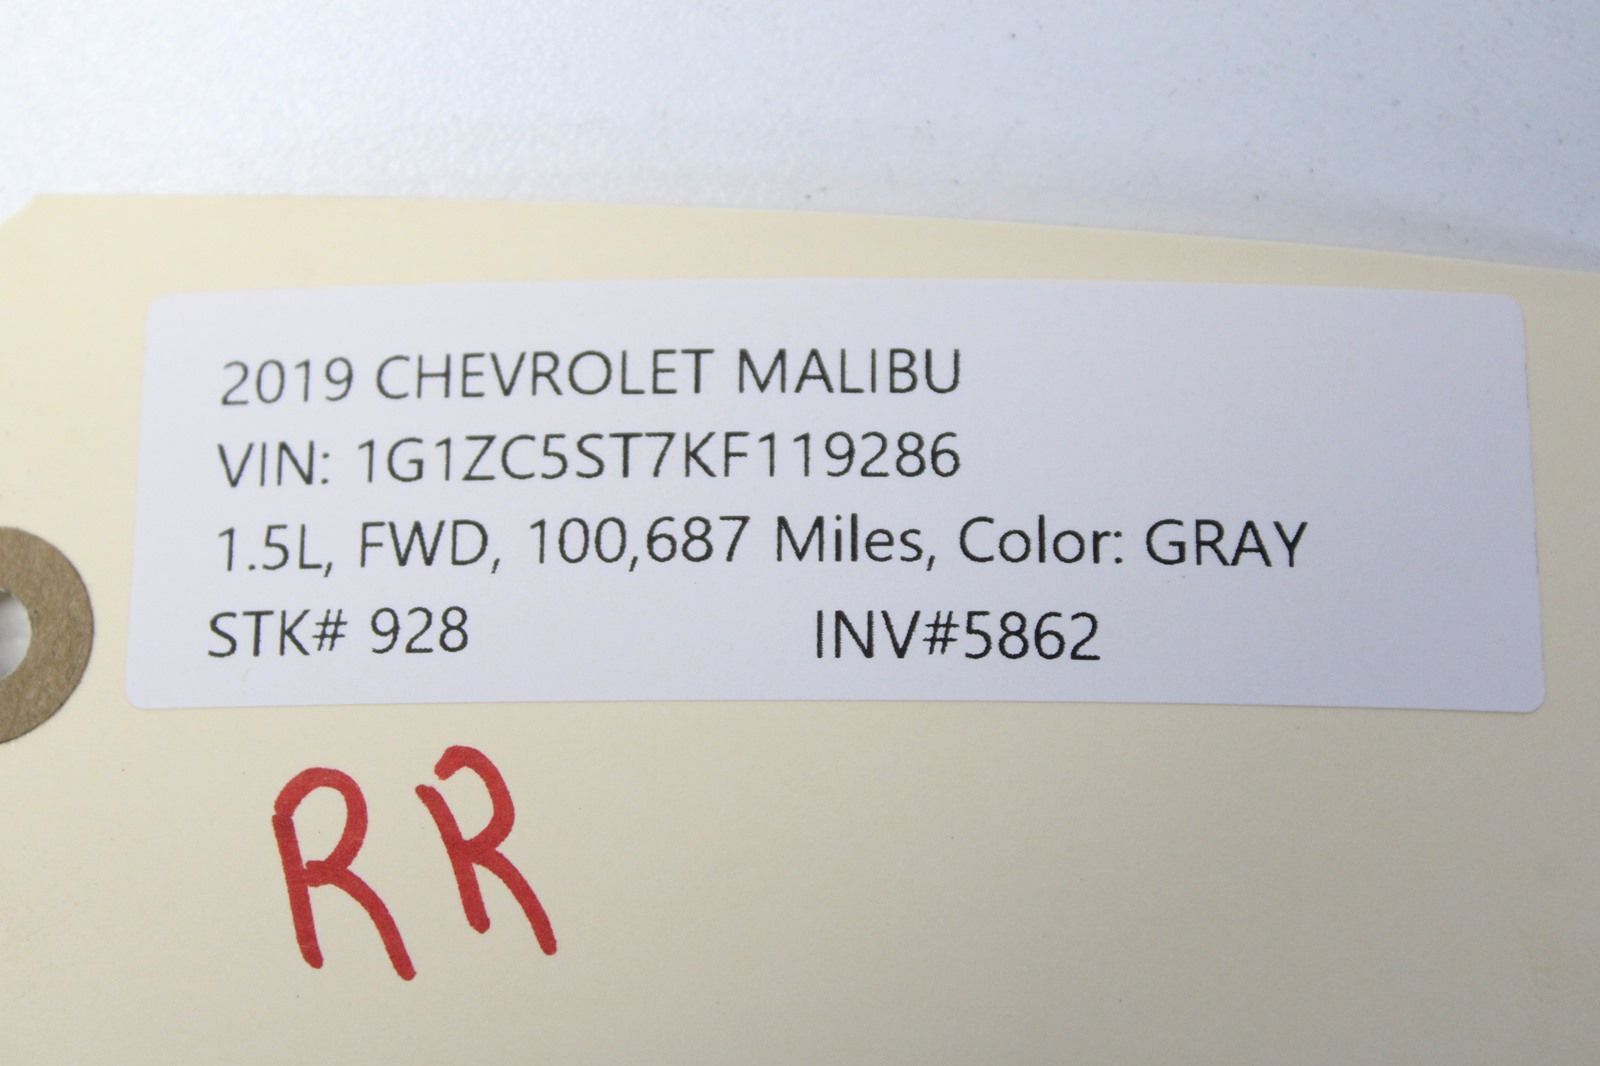 2019 CHEVROLET MALIBU
VIN: 1G1ZC5ST7KF119286
1.5L, FWD, 100,687 Miles, Color: GRAY
STK# 928 INV#5862
RR